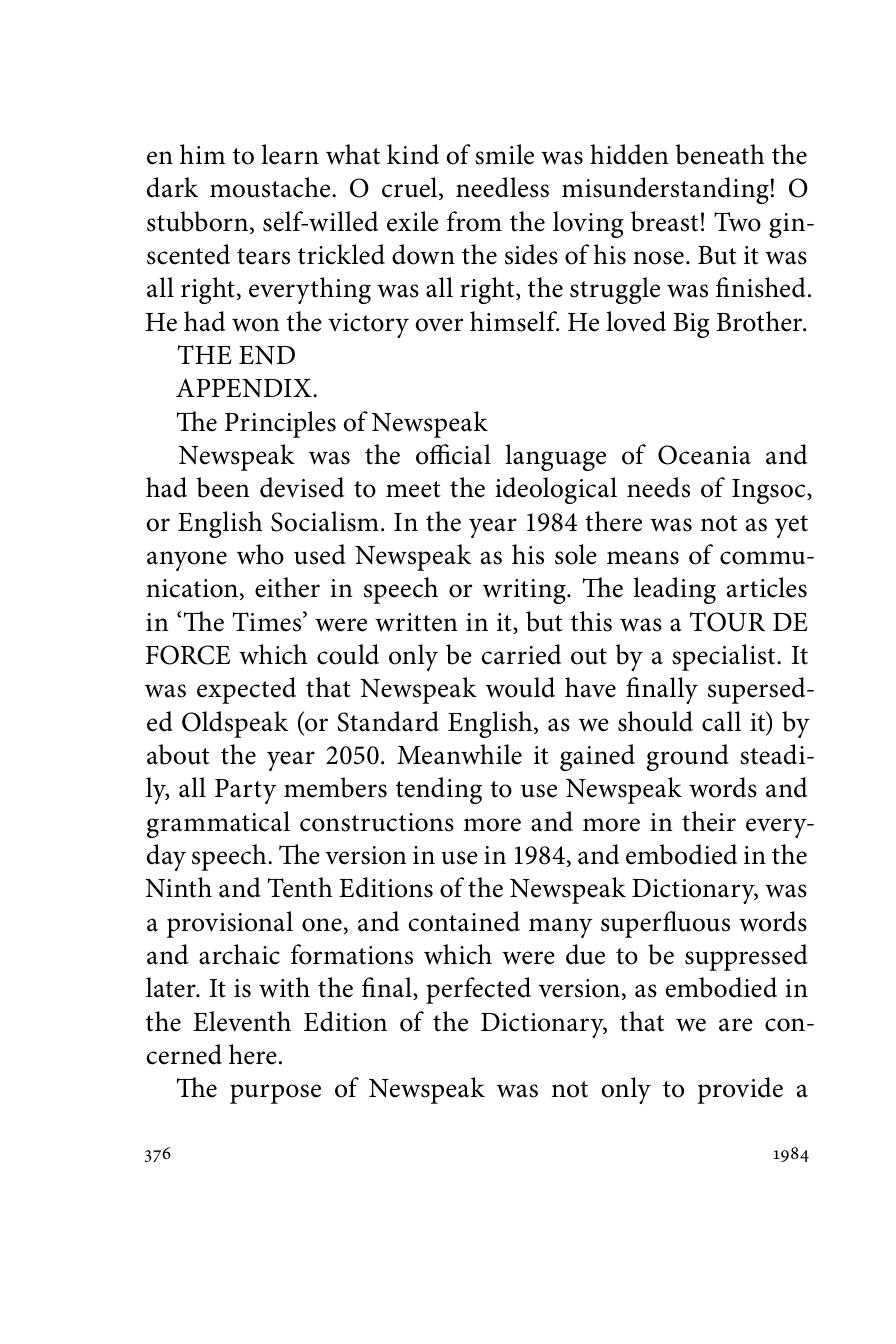 en him to learn what kind of smile was hidden beneath the
dark moustache. O cruel, needless misunderstanding! O
stubborn, self-willed exile from the loving breast! Two gin-
scented tears trickled down the sides of his nose. But it was
all right, everything was all right, the struggle was finished.
He had won the victory over himself. He loved Big Brother.
THE END
APPENDIX.
The Principles of Newspeak
Newspeak was the official language of Oceania and
had been devised to meet the ideological needs of Ingsoc,
or English Socialism. In the year 1984 there was not as yet
anyone who used Newspeak as his sole means of commu-
nication, either in speech or writing. The leading articles
in ‘The Times’ were written in it, but this was a TOUR DE
FORCE which could only be carried out by a specialist. It
was expected that Newspeak would have finally supersed-
ed Oldspeak (or Standard English, as we should call it) by
about the year 2050. Meanwhile it gained ground steadi-
ly, all Party members tending to use Newspeak words and
grammatical constructions more and more in their every-
day speech. The version in use in 1984, and embodied in the
Ninth and Tenth Editions of the Newspeak Dictionary, was
a provisional one, and contained many superfluous words
and archaic formations which were due to be suppressed
later. It is with the final, perfected version, as embodied in
the Eleventh Edition of the Dictionary, that we are con-
cerned here.
The purpose of Newspeak was not only to provide a
376 1984